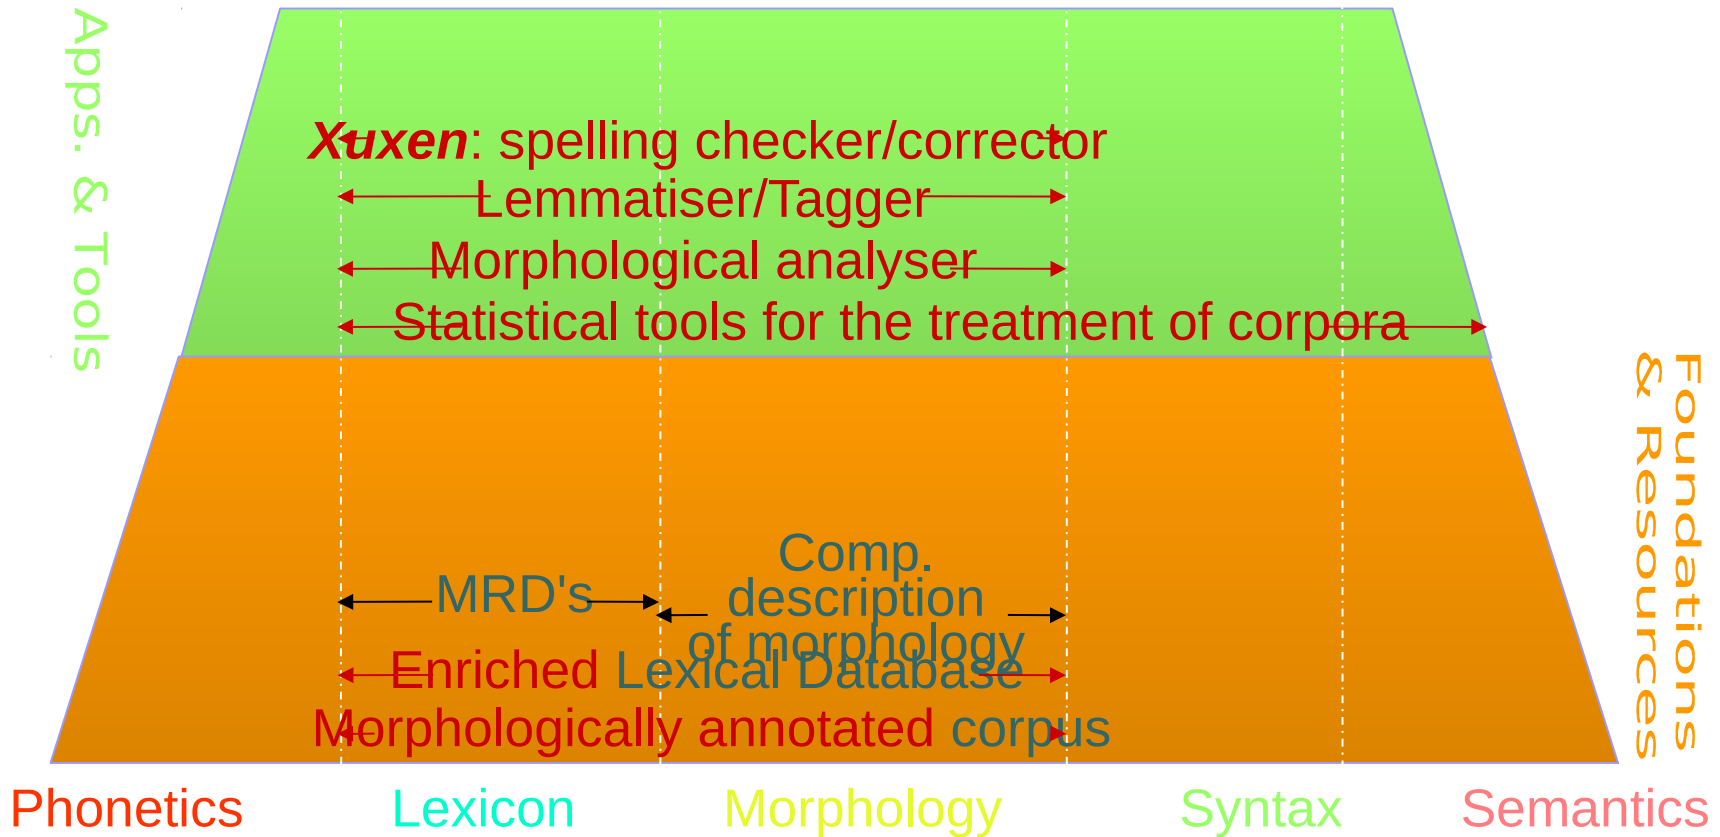 Apps. & Tools
Xuxen: spelling checker/corrector
Lemmatiser/Tagger
Morphological analyser
Statistical tools for the treatment of corpora
Foundations
& Resources
MRD's
Comp.
description
of morphology
Enriched Lexical Database
Morphologically annotated corpus
Phonetics
Lexicon
Morphology
Syntax
Semantics